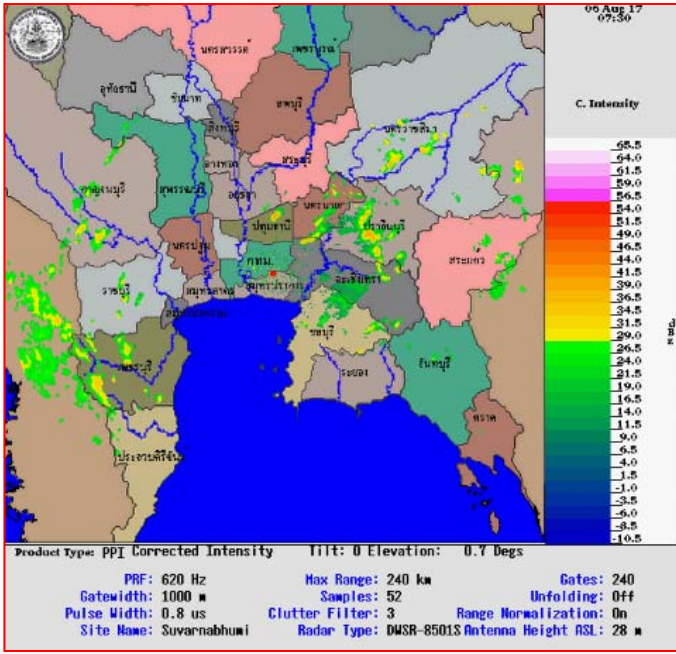 06 Aug 17
07:30
C. Intensity
นครสวรรค์
เพชรบูรณ์
อุทัยธานี
ชัยนาท
ลพบุรี
สิงห์บุรี
นครราชสีมา
อ่างทอง
สระบุรี
กาญจนบุรี
สุพรรณบุรี
อยุธยา
นครนายก
ปทุมธานี
ปราจีนบุรี
นครปฐม
กทม.
สระแก้ว
ราชบุรี
สมุทรสาคร
สมุทรปราการ
ฉะเชิงเทรา
สมุทรสงคราม
ชลบุรี
เพชรบุรี
ระยอง
จันทบุรี
ตราด
ประจวบคีรีขันธ์
65.5
64.0
61.5
59.0
56.5
54.0
51.5
49.0
46.5
44.0
41.5
39.0
36.5
34.0
31.5
29.0
26.5
24.0
21.5
19.0
16.5
14.0
11.5
9.0
6.5
4.0
1.5
-1.0
-3.5
-6.0
-8.5
-10.5
Product Type: PPI Corrected Intensity Tilt: 0 Elevation: 0.7 Degs
PRF: 620 Hz Max Range: 240 km Gates: 240
Gatewidth: 1000 m Samples: 52 Unfolding: Off
Pulse Width: 0.8 us Clutter Filter: 3 Range Normalization: On
Site Name: Suvarnabhumi Radar Type: DWSR-8501S Antenna Height ASL: 28 m